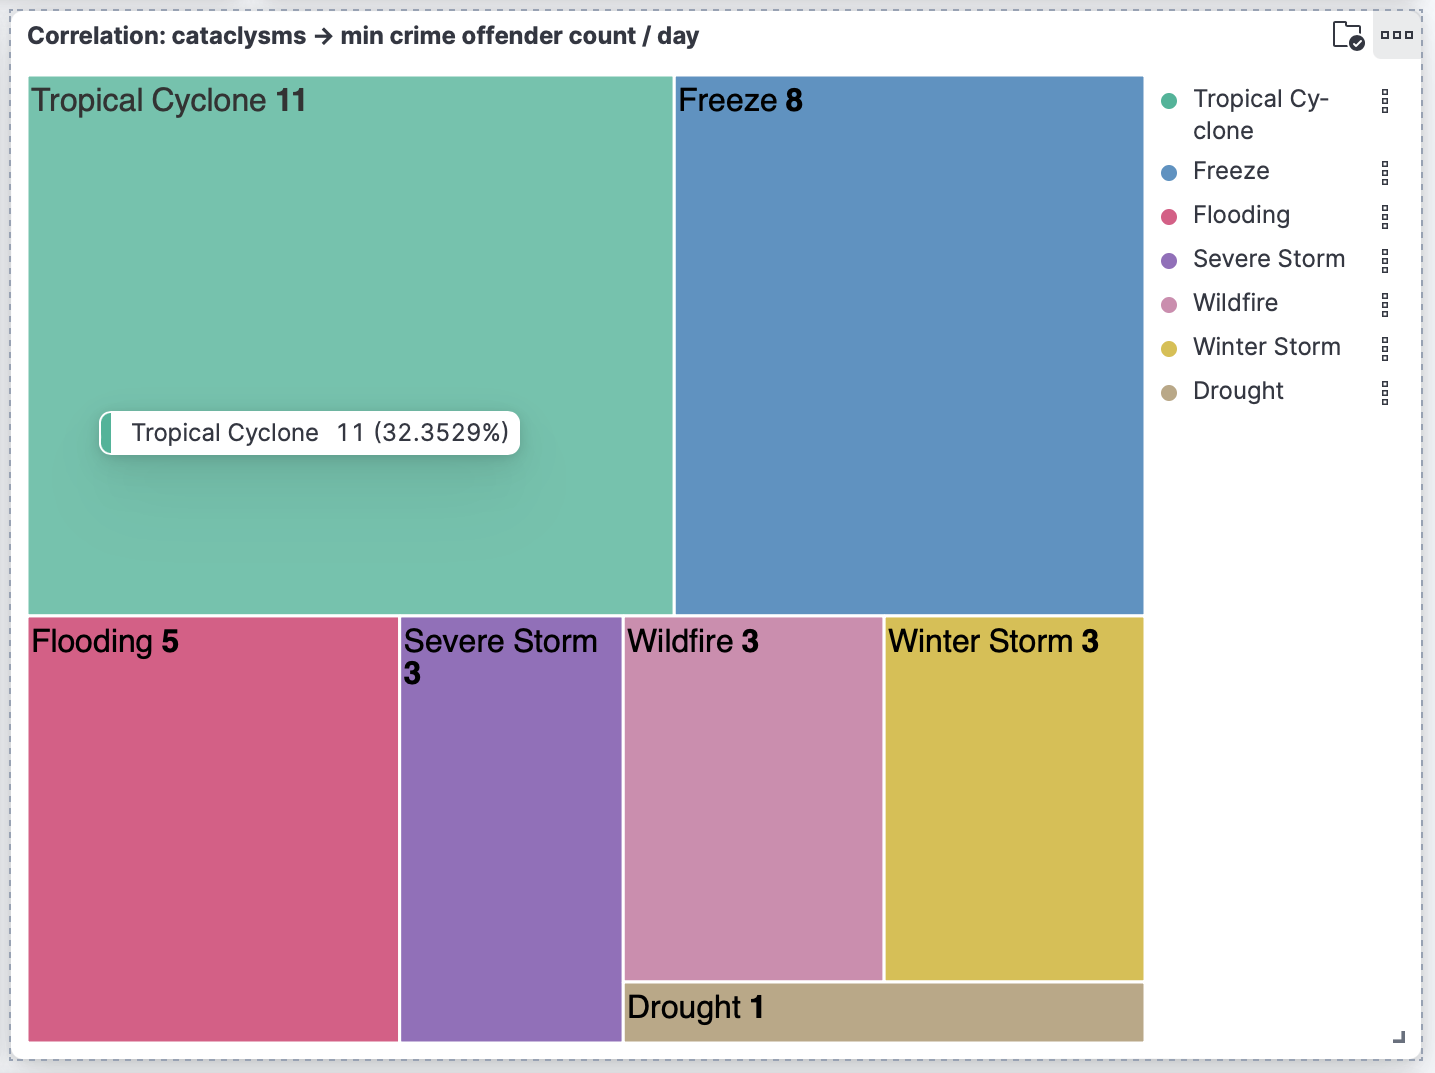 Correlation: cataclysms → min crime offender count / day
Tropical Cyclone 11
Freeze 8
Tropical Cyclone 11 (32.3529%)
Flooding 5
Severe Storm
3
Wildfire 3
Winter Storm 3
Drought 1
Tropical Cy-
clone
Freeze
Flooding
Severe Storm
Wildfire
Winter Storm
Drought